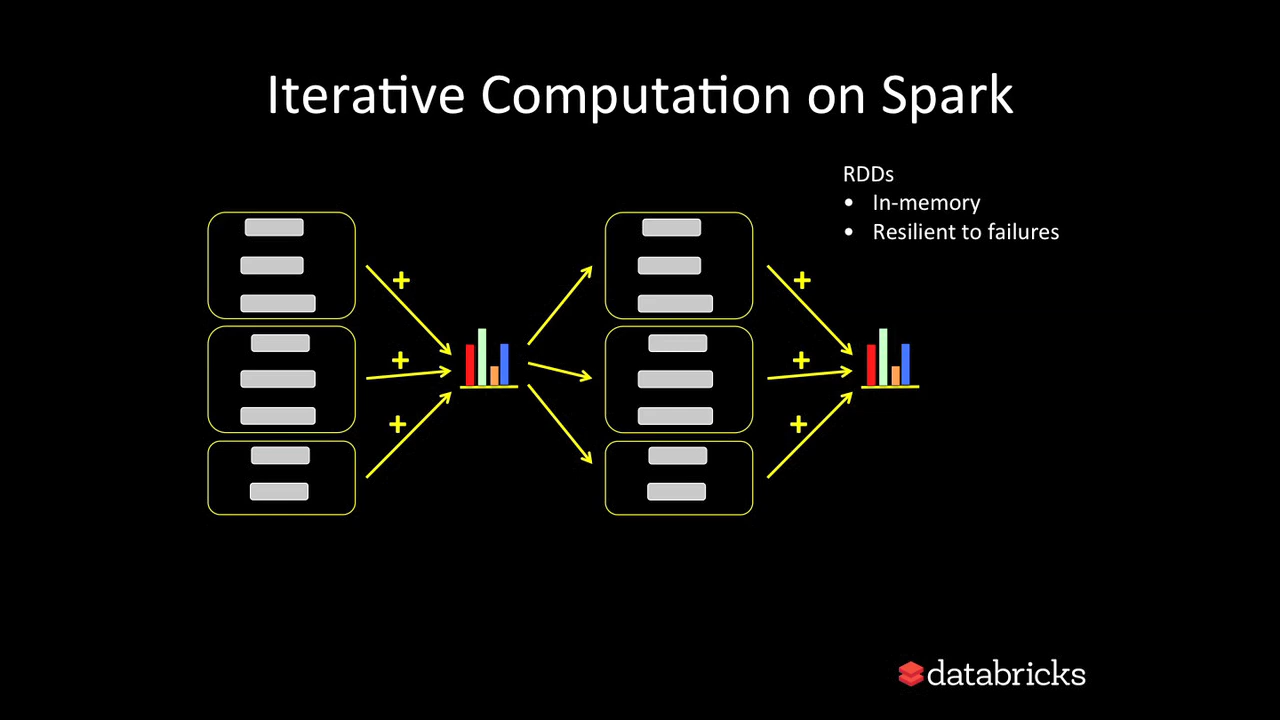 Iterative Computation on Spark
RDDs
• In-memory
• Resilient to failures
+ +
+ +
+ +
databricks